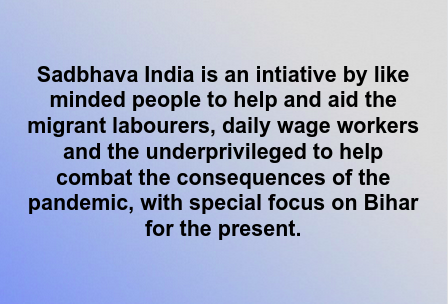 Sadbhava India is an intiative by like
minded people to help and aid the
migrant labourers, daily wage workers
and the underprivileged to help
combat the consequences of the
pandemic, with special focus on Bihar
for the present.